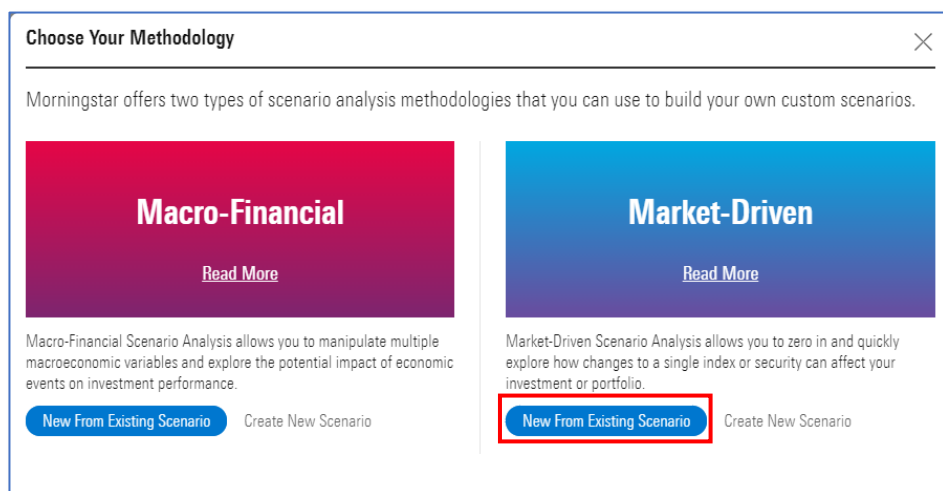 Choose Your Methodology
Morningstar offers two types of scenario analysis methodologies that you can use to build your own custom scenarios.
Macro-Financial
Read More
Macro-Financial Scenario Analysis allows you to manipulate multiple
macroeconomic variables and explore the potential impact of economic
events on investment performance.
New From Existing Scenario
Create New Scenario
Market-Driven
Read More
Market-Driven Scenario Analysis allows you to zero in and quickly
explore how changes to a single index or security can affect your
investment or portfolio.
New From Existing Scenario
Create New Scenario